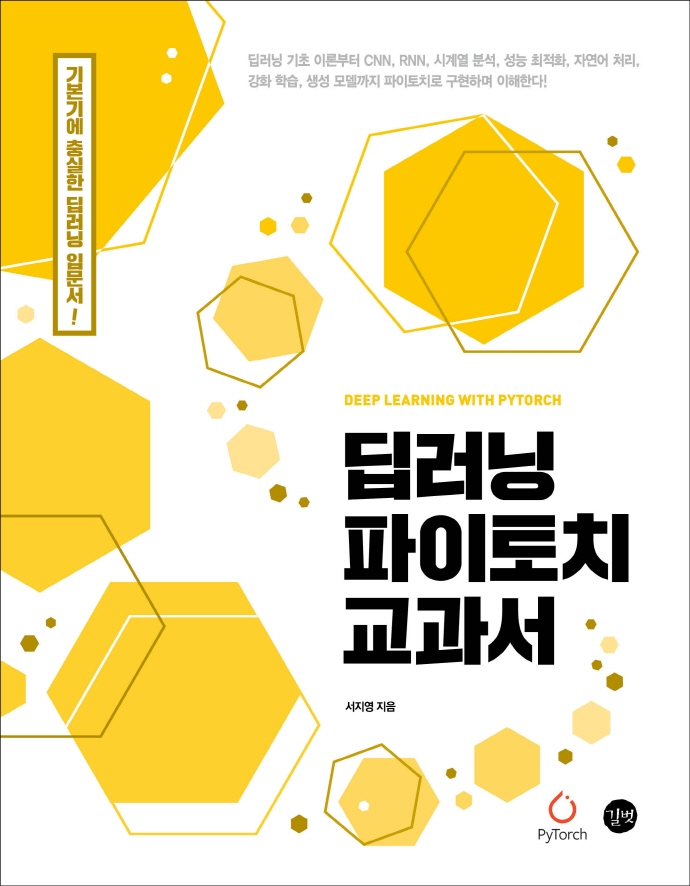 딥러닝 기초 이론부터 CNN, RNN, 시계열 분석, 성능 최적화, 자연어 처리,
강화 학습, 생성 모델까지 파이토치로 구현하며 이해한다!
기본기에 충실한 딥러닝 입문서!
DEEP LEARNING WITH PYTORCH
딥러닝
파이토치
교과서
서지영 지음
PyTorch
길벗